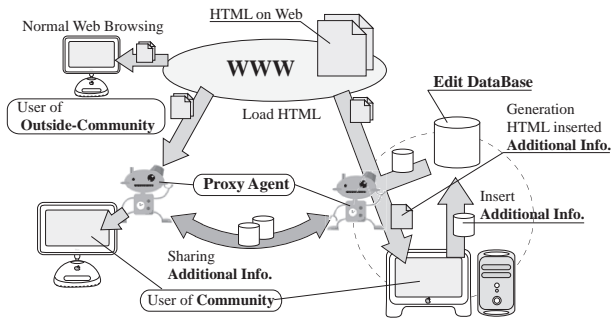 Normal Web Browsing
HTML on Web
WWW
User of
Outside-Community
Load HTML
Edit DataBase
Generation
HTML inserted
Additional Info.
Proxy Agent
Insert
Additional Info.
Sharing
Additional Info.
User of Community